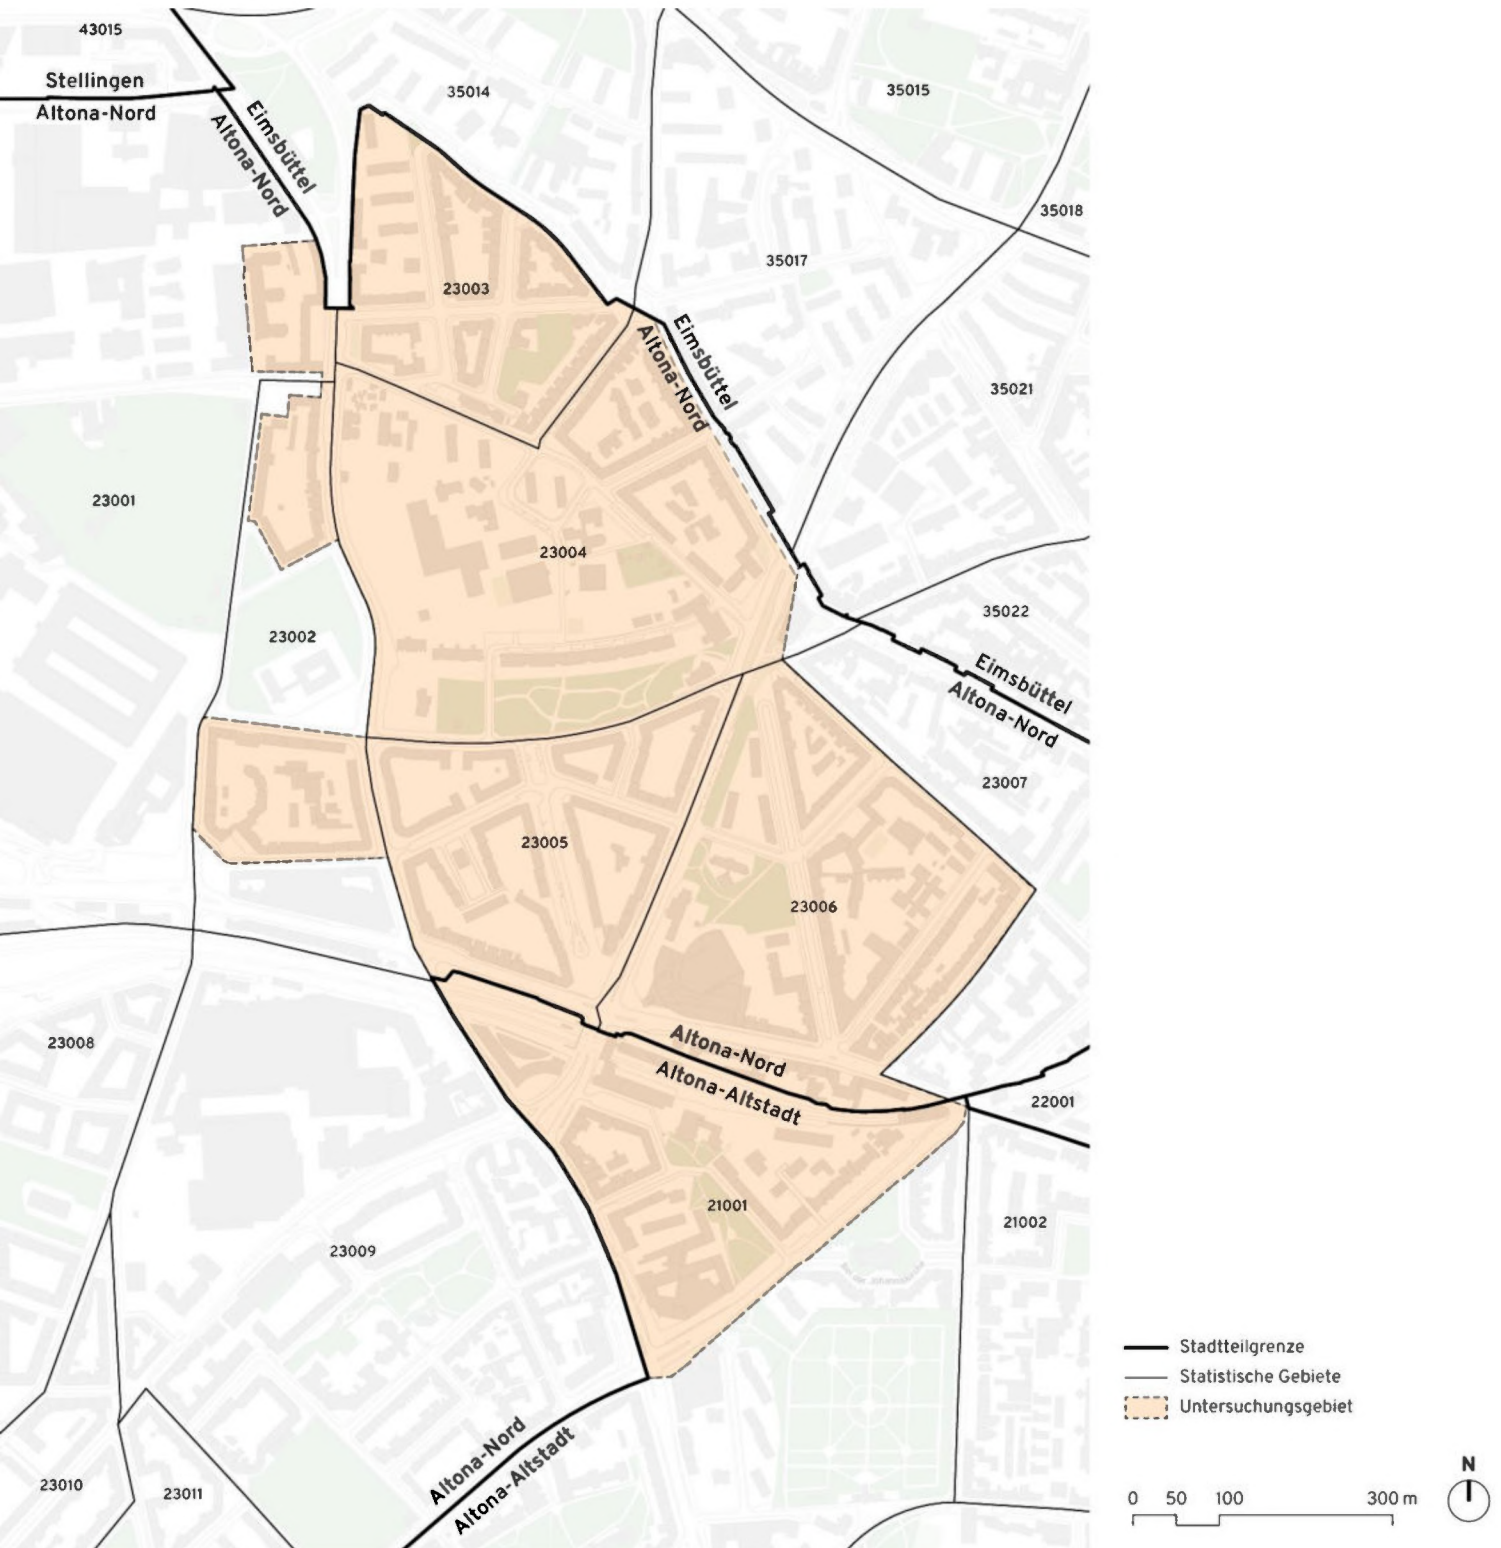 43015
Stellingen
Altona-Nord
Eimsbüttel
Altona-Nord
35014
35015
35018
35017
23003
Eimsbüttel
Altona-Nord
35021
23001
23004
35022
23002
Eimsbüttel
Altona-Nord
23007
23005
23006
Altona-Nord
Altona-Altstadt
23008
22001
21001
21002
23009
Altona-Nord
Altona-Altstadt
23010
23011
Stadtteilgrenze
Statistische Gebiete
Untersuchungsgebiet
N
0 50 100 300 m